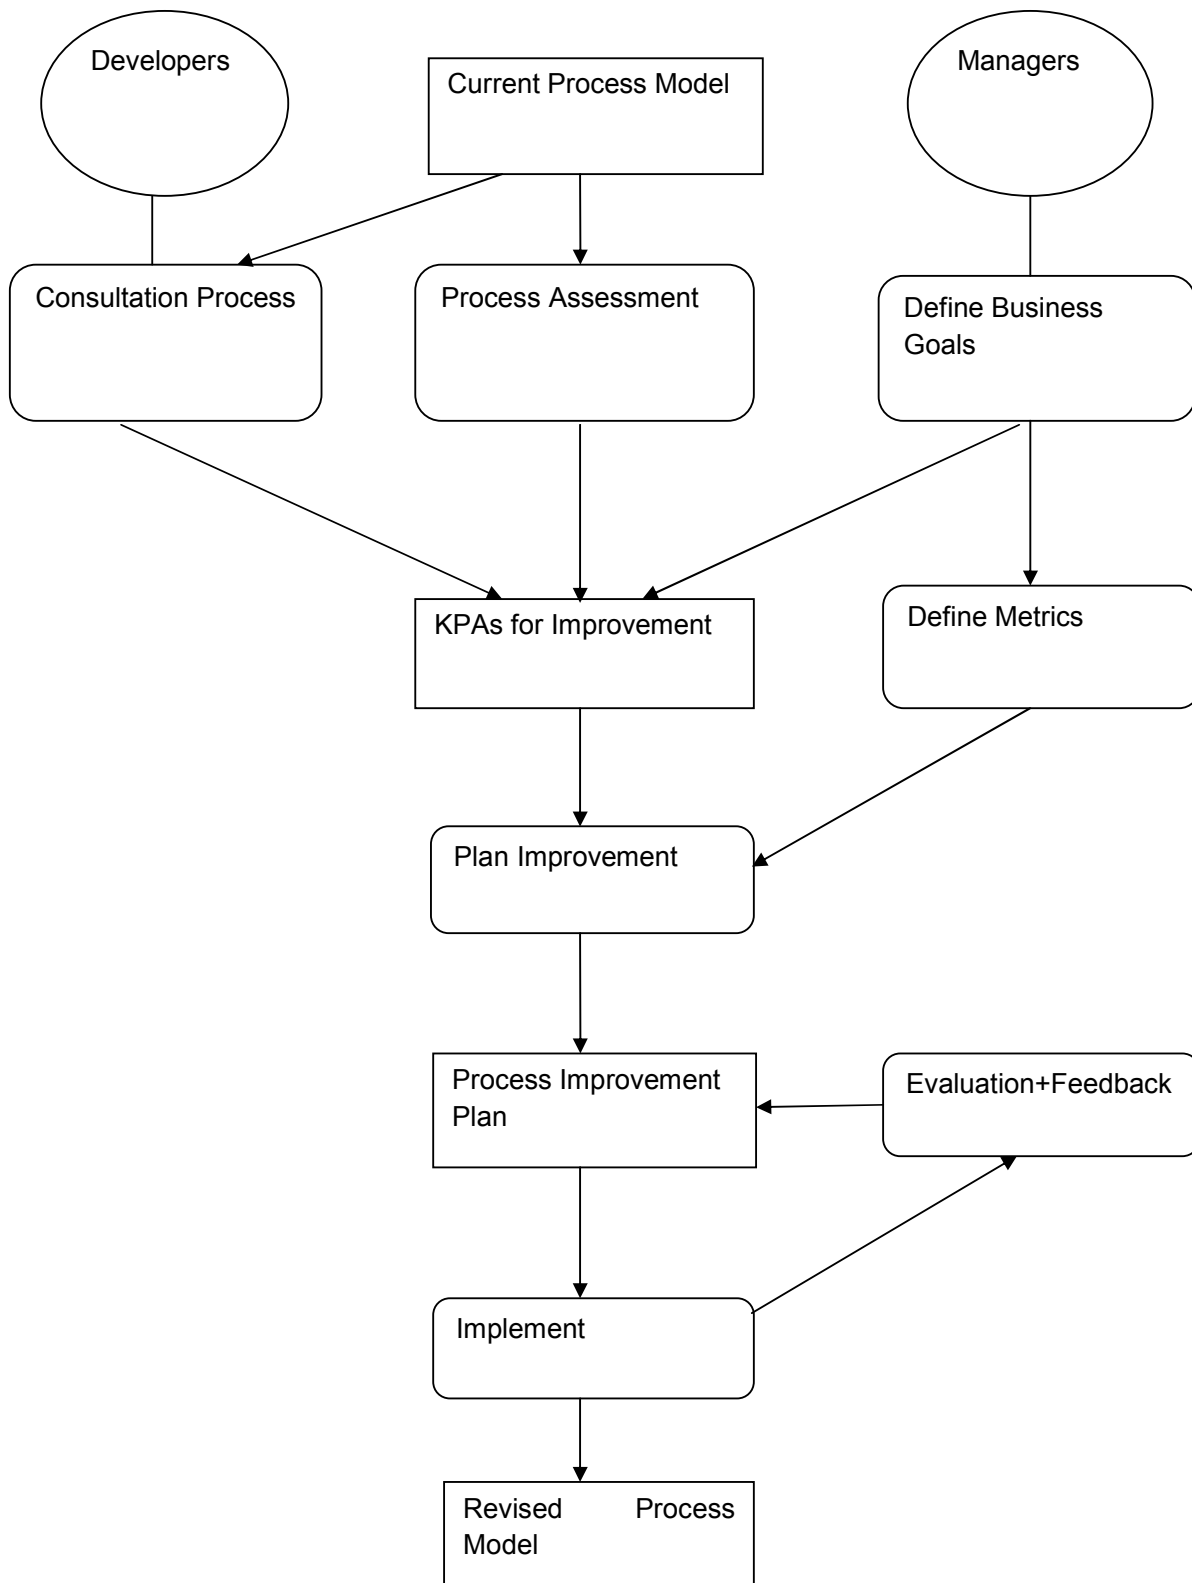 Developers
Current Process Model
Managers
Consultation Process
Process Assessment
Define Business
Goals
KPAs for Improvement
Define Metrics
Plan Improvement
Process Improvement
Plan
Evaluation+Feedback
Implement
Revised Process
Model